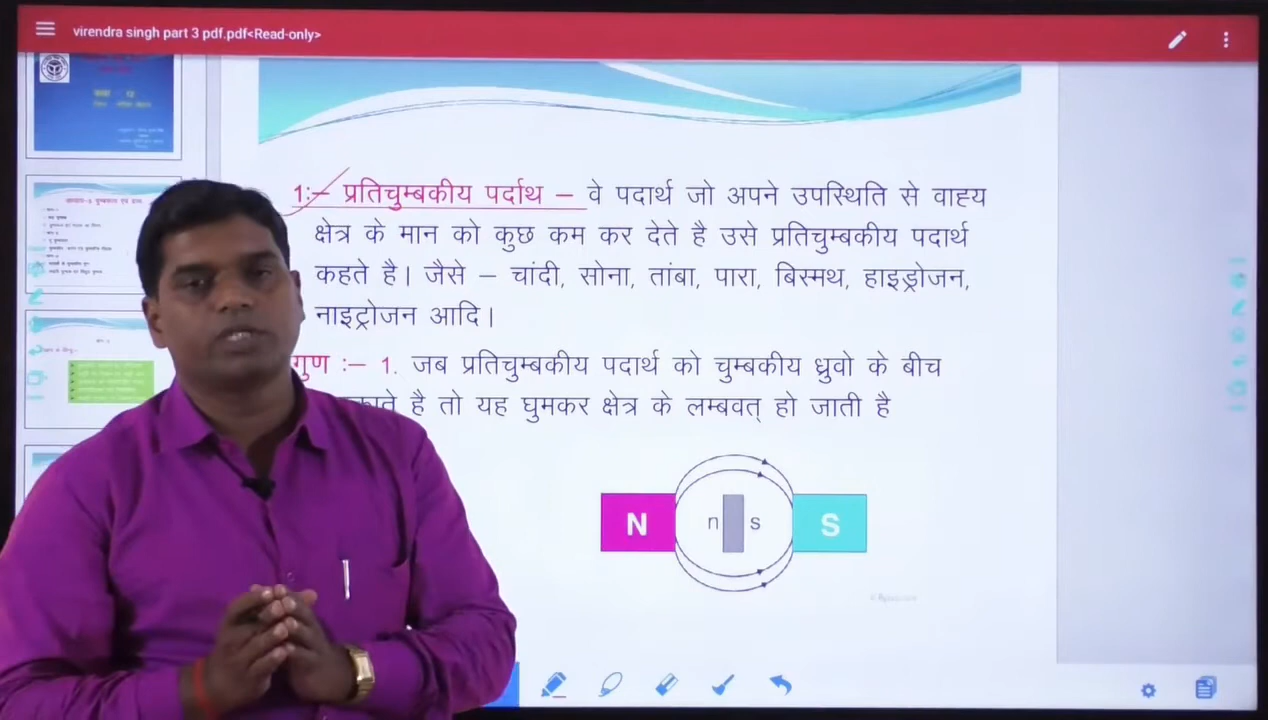 virendra singh part 3 pdf.pdf<Read-only>
1:– प्रतिचुम्बकीय पर्दाथ – वे पदार्थ जो अपने उपस्थिति से वाह्य
क्षेत्र के मान को कुछ कम कर देते है उसे प्रतिचुम्बकीय पदार्थ
कहते है। जैसे – चांदी, सोना, तांबा, पारा, बिस्मथ, हाइड्रोजन,
नाइट्रोजन आदि।
गुण :– 1. जब प्रतिचुम्बकीय पदार्थ को चुम्बकीय ध्रुवो के बीच
है तो यह घुमकर क्षेत्र के लम्बवत् हो जाती है
N n s S